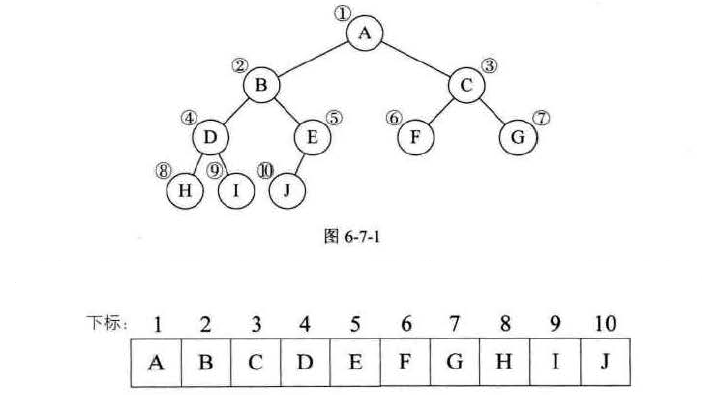 ① A
② B ③ C
④ D ⑤ E ⑥ F ⑦ G
⑧ H ⑨ I ⑩ J
图 6-7-1
下标: 1 2 3 4 5 6 7 8 9 10
A B C D E F G H I J